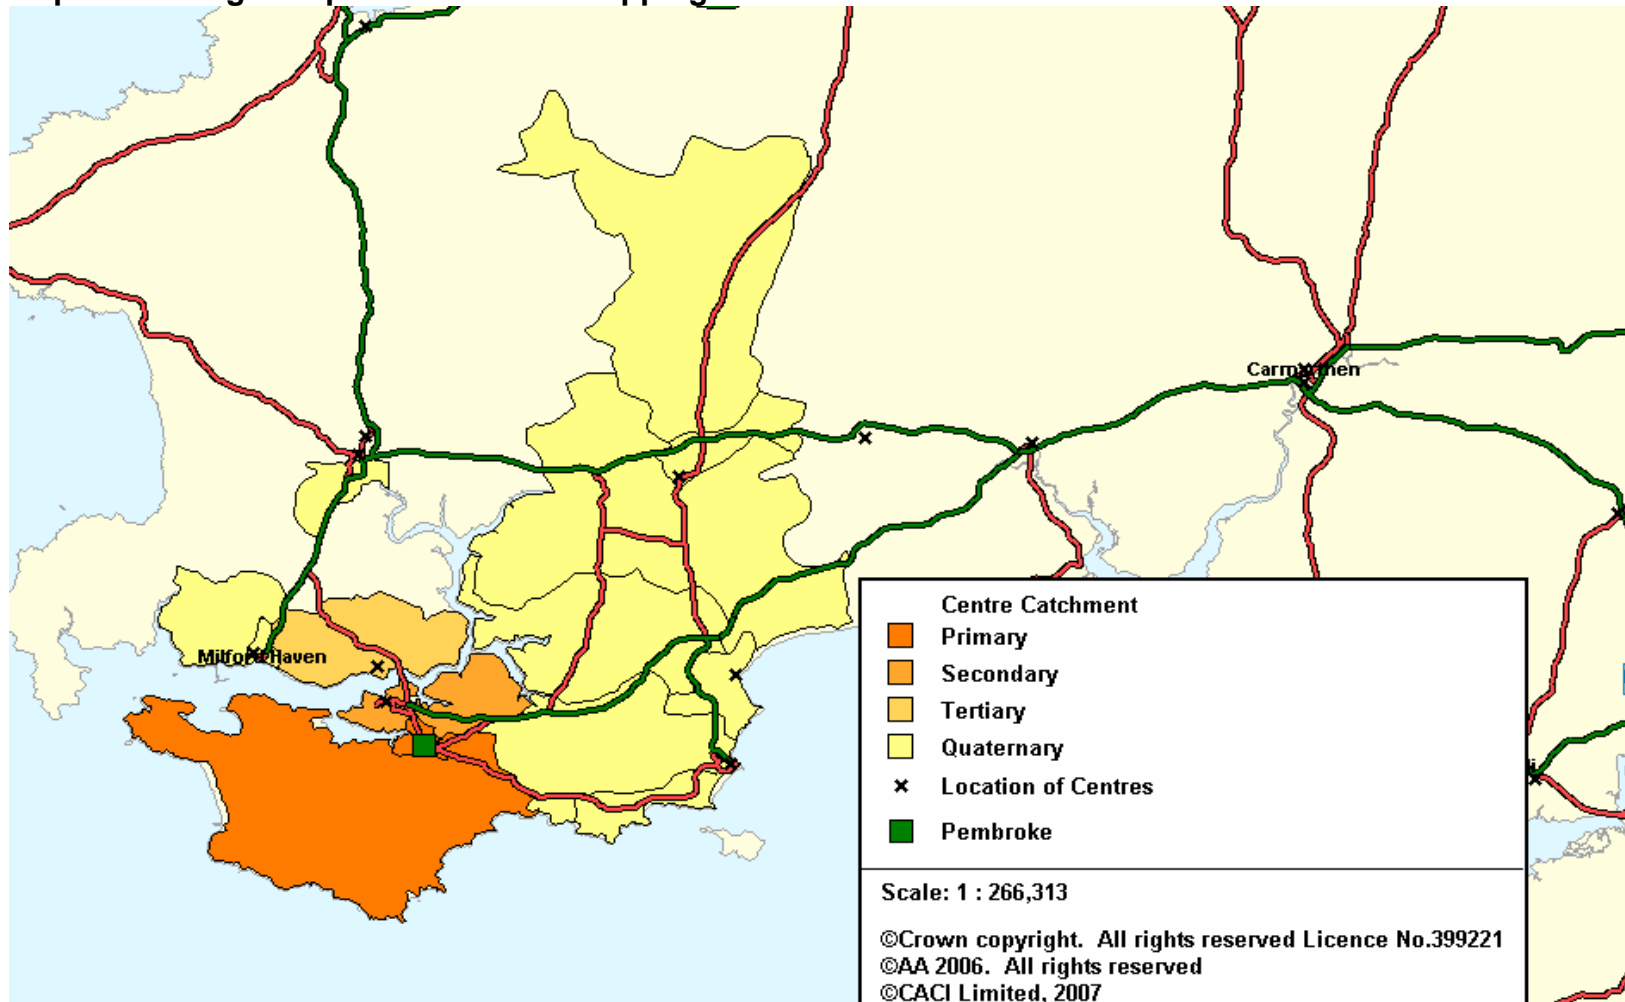 Carmarthen
Milford Haven
Centre Catchment
Primary
Secondary
Tertiary
Quaternary
Location of Centres
Pembroke
Scale: 1 : 266,313
©Crown copyright. All rights reserved Licence No.399221
©AA 2006. All rights reserved
©CACI Limited, 2007